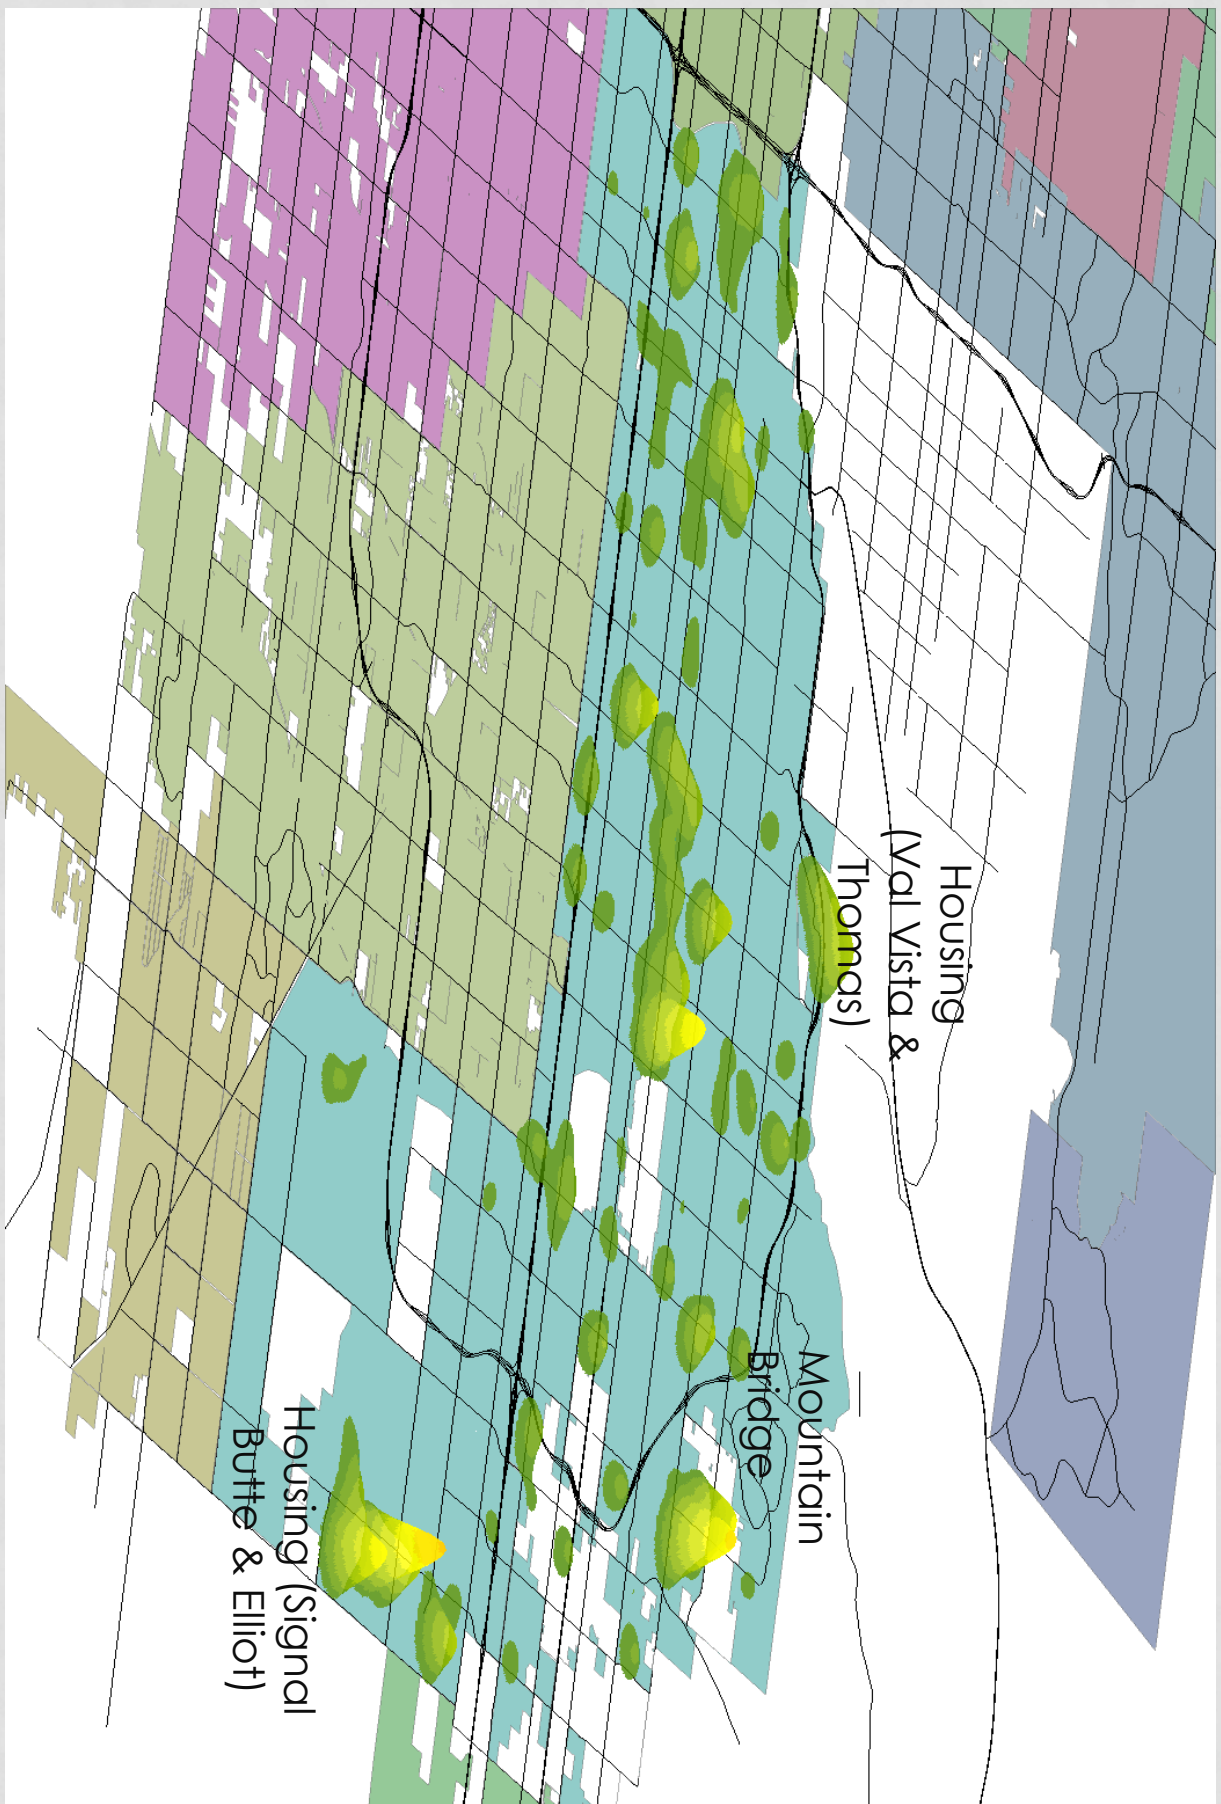 Housing
(Val Vista &
Thomas)
Mountain
Bridge
Housing (Signal
Butte & Elliot)